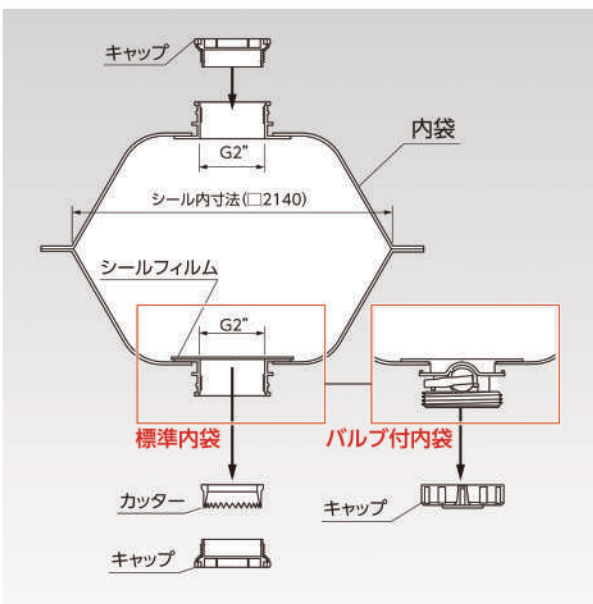 キャップ
内袋
G2"
シール内寸法(□2140)
シールフィルム
G2"
標準内袋
バルブ付内袋
カッター
キャップ
キャップ